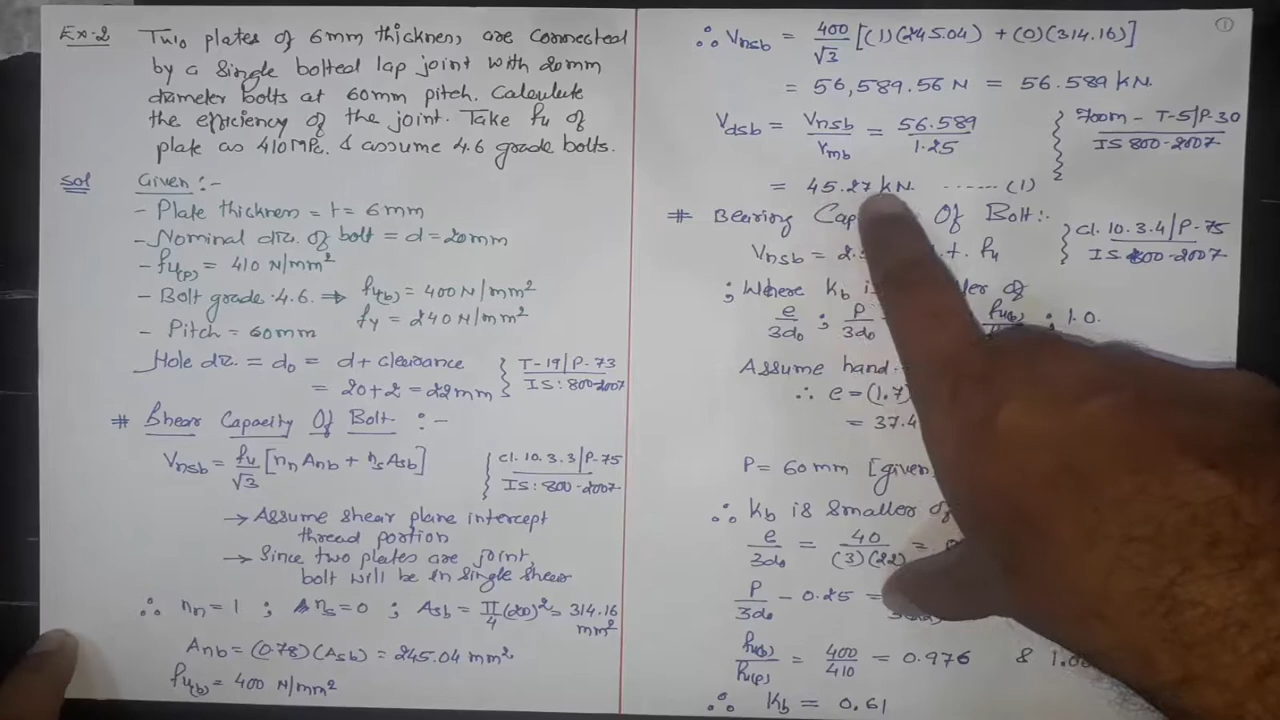 Ex-2 Two plates of 6mm thickness are connected
by a single bolted lap joint with 20mm
diameter bolts at 60mm pitch. Calculate
the efficiency of the joint. Take fu of
plate as 410 MPa. & assume 4.6 grade bolts.
Sol Given :-
- Plate thickness = t = 6mm
- Nominal dia. of bolt = d = 20mm
- fu(p) = 410 N/mm²
- Bolt grade 4.6. ⇒ fu(b) = 400 N/mm²
fy = 240 N/mm²
- Pitch = 60mm
Hole dia. = d₀ = d + clearance
= 20+2 = 22mm } T-19/P-73
IS:800-2007
# Shear Capacity Of Bolt :-
Vnsb = fu/√3 [nn Anb + ns Asb] { Cl. 10.3.3/P-75
IS:800-2007
→ Assume shear plane intercept
thread portion
→ Since two plates are joint,
bolt will be in single shear
∴ nn = 1 ; ns = 0 ; Asb = π/4 (20)² = 314.16
mm²
Anb = (0.78)(Asb) = 245.04 mm²
fu(b) = 400 N/mm²
①
∴ Vnsb = 400/√3 [(1)(245.04) + (0)(314.16)]
= 56,589.56 N = 56.589 kN.
Vdsb = Vnsb/γmb = 56.589/1.25 } T-5/P-30
IS 800-2007
= 45.27 kN. ------ (1)
# Bearing Of Bolt:-
Vnsb = t. fu } Cl. 10.3.4/P-75
IS 800-2007
; Where Kb is of
e/3d₀ ; P/3d₀ - fu(b) ; 1.0.
Assume hand
∴ e = (1.7)
= 37.4
P = 60mm [given]
∴ Kb is Smaller of
e/3d₀ = 40/(3)(22) =
P/3d₀ - 0.25 =
fu(b)/fu(p) = 400/410 = 0.976 &
∴ Kb = 0.61